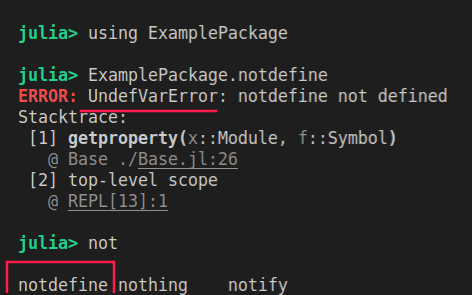 julia> using ExamplePackage
julia> ExamplePackage.notdefine
ERROR: UndefVarError: notdefine not defined
Stacktrace:
[1] getproperty(x::Module, f::Symbol)
@ Base ./Base.jl:26
[2] top-level scope
@ REPL[13]:1
julia> not
notdefine nothing notify